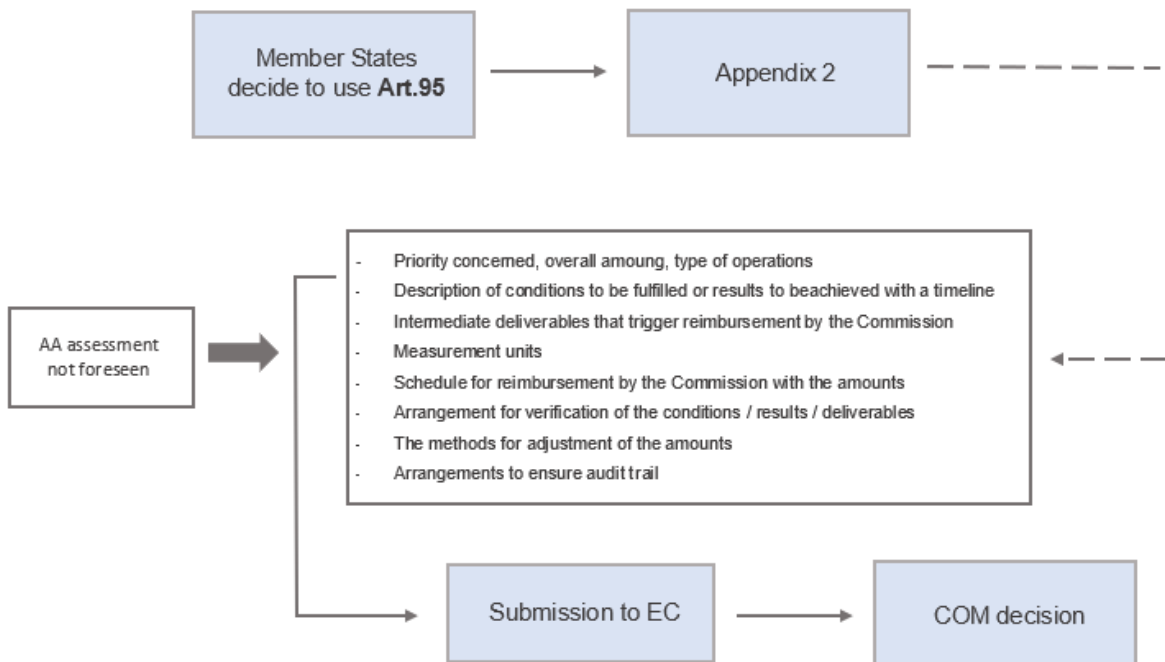 Member States
decide to use Art.95
Appendix 2
- Priority concerned, overall amoung, type of operations
- Description of conditions to be fulfilled or results to beachieved with a timeline
- Intermediate deliverables that trigger reimbursement by the Commission
- Measurement units
- Schedule for reimbursement by the Commission with the amounts
- Arrangement for verification of the conditions / results / deliverables
- The methods for adjustment of the amounts
- Arrangements to ensure audit trail
AA assessment
not foreseen
Submission to EC
COM decision